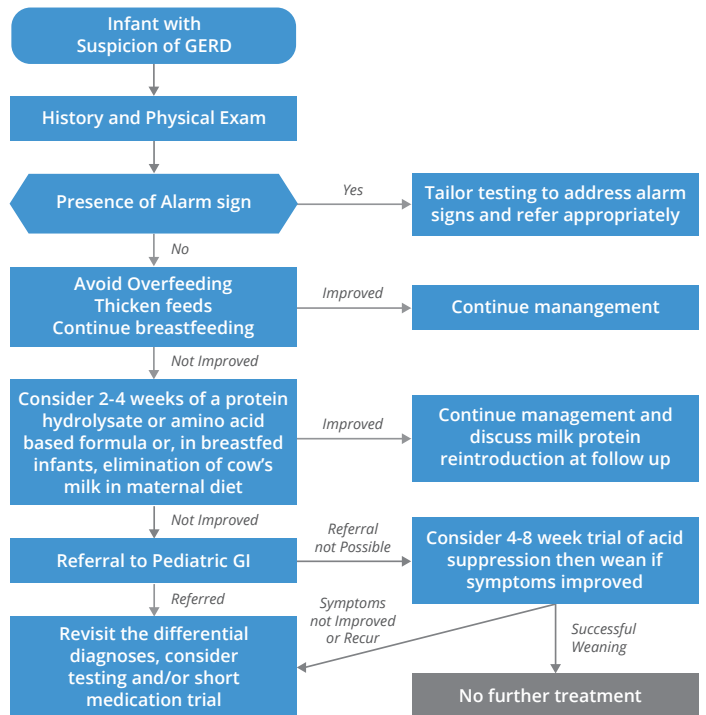 Infant with
Suspicion of GERD
History and Physical Exam
Presence of Alarm sign
Yes
Tailor testing to address alarm
signs and refer appropriately
No
Avoid Overfeeding
Thicken feeds
Continue breastfeeding
Improved
Continue manangement
Not Improved
Consider 2-4 weeks of a protein
hydrolysate or amino acid
based formula or, in breastfed
infants, elimination of cow’s
milk in maternal diet
Improved
Continue management and
discuss milk protein
reintroduction at follow up
Not Improved
Referral to Pediatric GI
Referral
not Possible
Consider 4-8 week trial of acid
suppression then wean if
symptoms improved
Referred
Symptoms
not Improved
or Recur
Successful
Weaning
Revisit the differential
diagnoses, consider
testing and/or short
medication trial
No further treatment